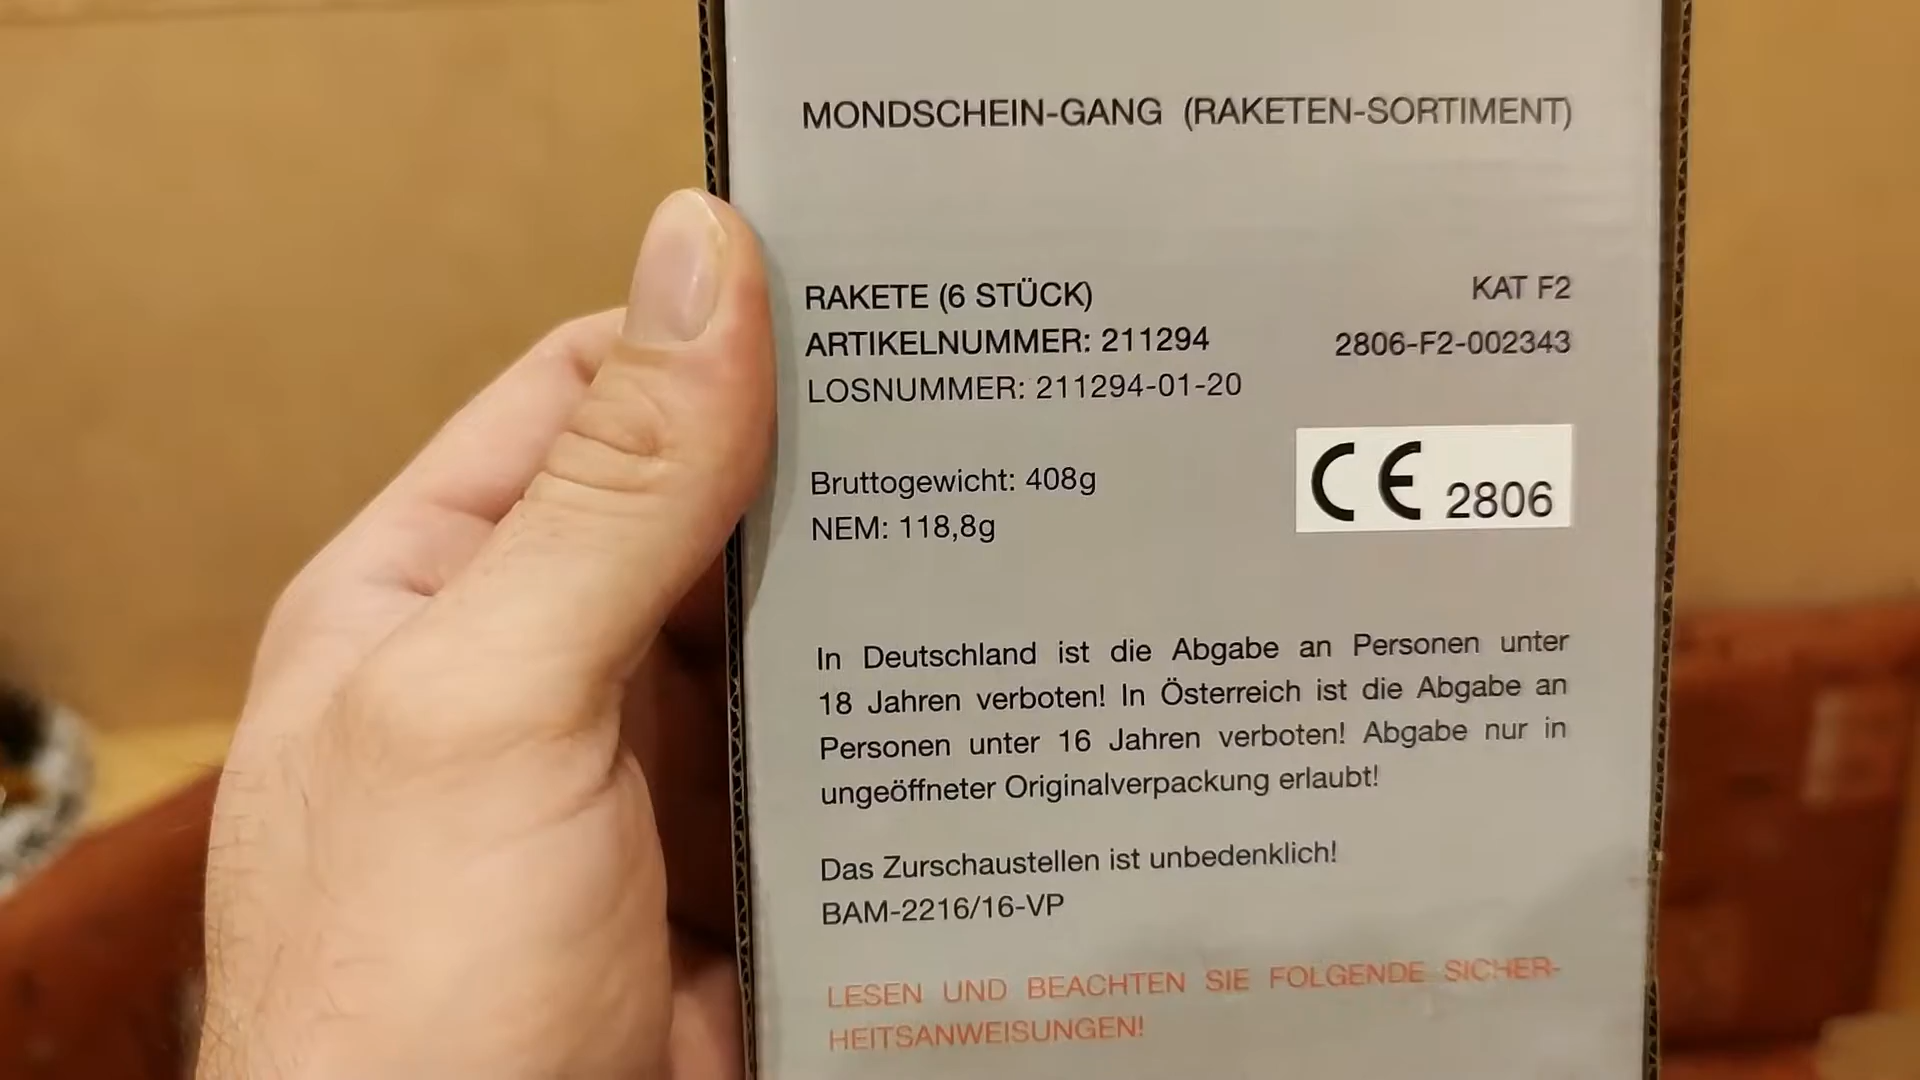 MONDSCHEIN-GANG (RAKETEN-SORTIMENT)
RAKETE (6 STÜCK)
KAT F2
ARTIKELNUMMER: 211294
2806-F2-002343
LOSNUMMER: 211294-01-20
Bruttogewicht: 408g
NEM: 118,8g
CE 2806
In Deutschland ist die Abgabe an Personen unter
18 Jahren verboten! In Österreich ist die Abgabe an
Personen unter 16 Jahren verboten! Abgabe nur in
ungeöffneter Originalverpackung erlaubt!
Das Zurschaustellen ist unbedenklich!
BAM-2216/16-VP
LESEN UND BEACHTEN SIE FOLGENDE SICHER-
HEITSANWEISUNGEN!